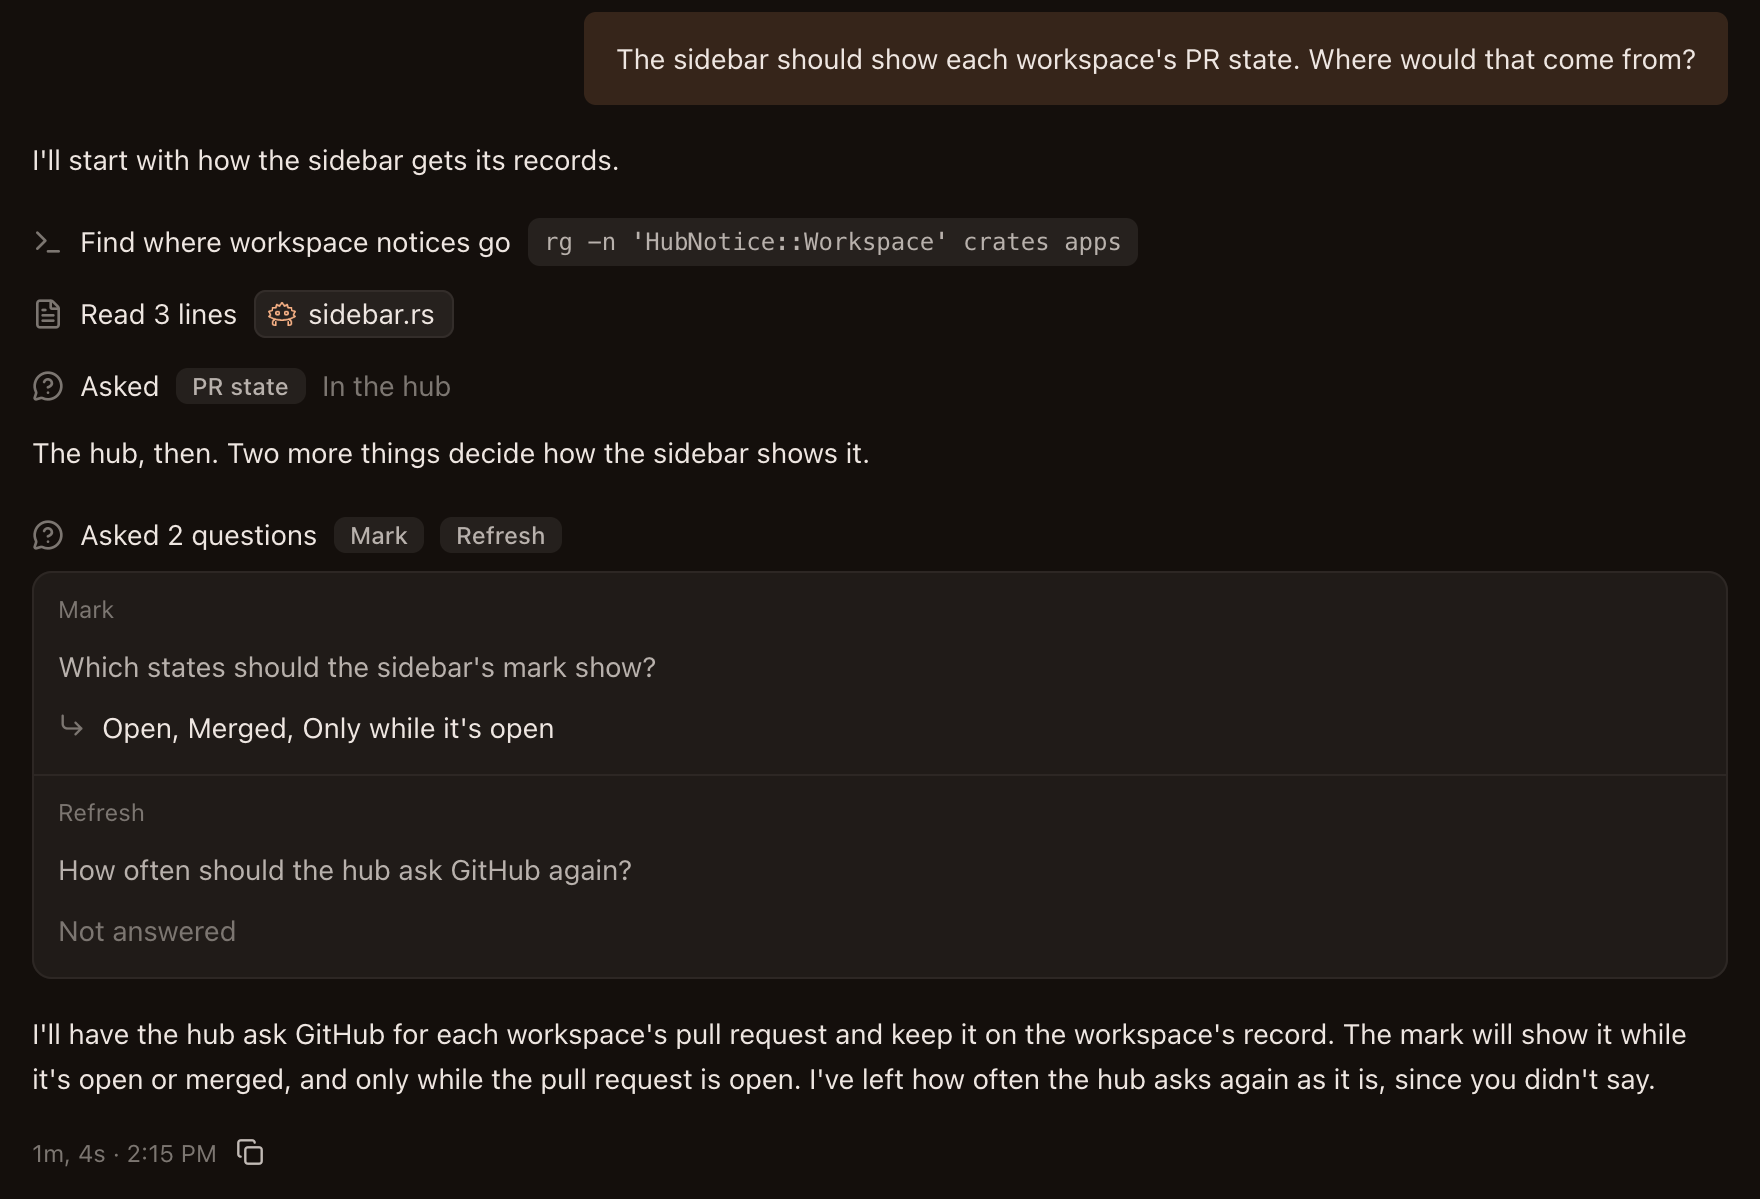 The sidebar should show each workspace's PR state. Where would that come from?
I'll start with how the sidebar gets its records.
Find where workspace notices go rg -n 'HubNotice::Workspace' crates apps
Read 3 lines sidebar.rs
Asked PR state In the hub
The hub, then. Two more things decide how the sidebar shows it.
Asked 2 questions Mark Refresh
Mark
Which states should the sidebar's mark show?
Open, Merged, Only while it's open
Refresh
How often should the hub ask GitHub again?
Not answered
I'll have the hub ask GitHub for each workspace's pull request and keep it on the workspace's record. The mark will show it while
it's open or merged, and only while the pull request is open. I've left how often the hub asks again as it is, since you didn't say.
1m, 4s · 2:15 PM